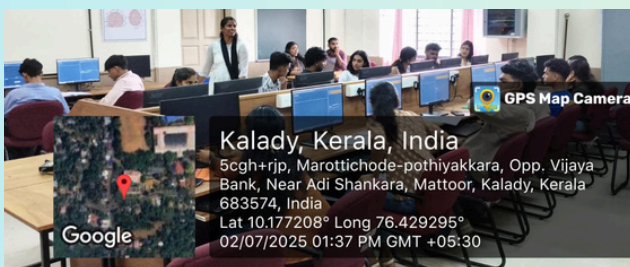 GPS Map Camera
Kalady, Kerala, India
5cgh+rjp, Marottichode-pothiyakkara, Opp. Vijaya
Bank, Near Adi Shankara, Mattoor, Kalady, Kerala
683574, India
Lat 10.177208° Long 76.429295°
02/07/2025 01:37 PM GMT +05:30
Google